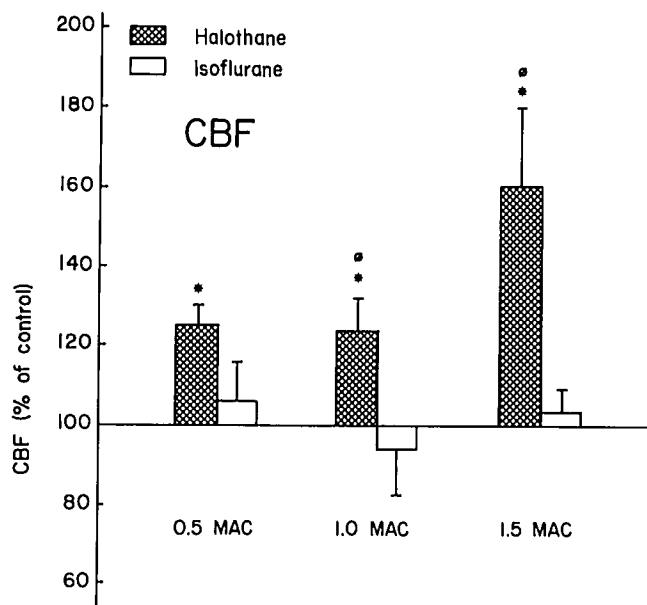 200
Halothane
Isoflurane
180
CBF
160
140
120
100
80
60
CBF (% of control)
ø
*
*
ø
*
0.5 MAC
1.0 MAC
1.5 MAC